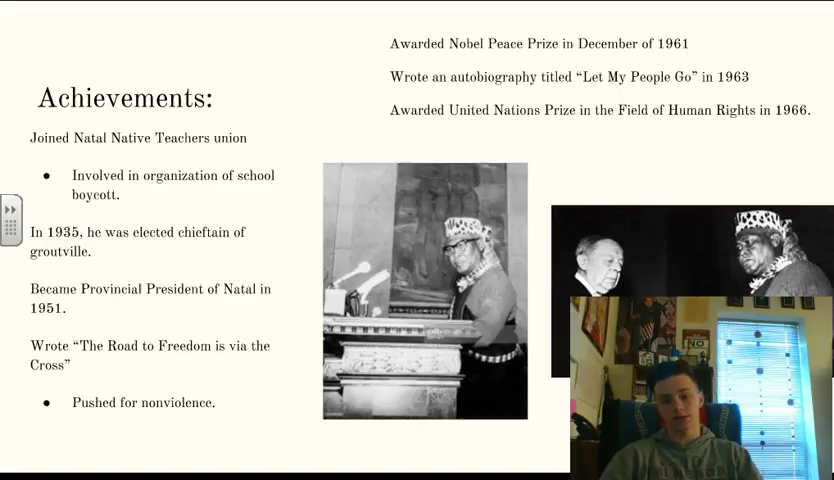 Achievements:
Joined Natal Native Teachers union
● Involved in organization of school
boycott.
In 1935, he was elected chieftain of
groutville.
Became Provincial President of Natal in
1951.
Wrote “The Road to Freedom is via the
Cross”
● Pushed for nonviolence.
Awarded Nobel Peace Prize in December of 1961
Wrote an autobiography titled “Let My People Go” in 1963
Awarded United Nations Prize in the Field of Human Rights in 1966.
NO